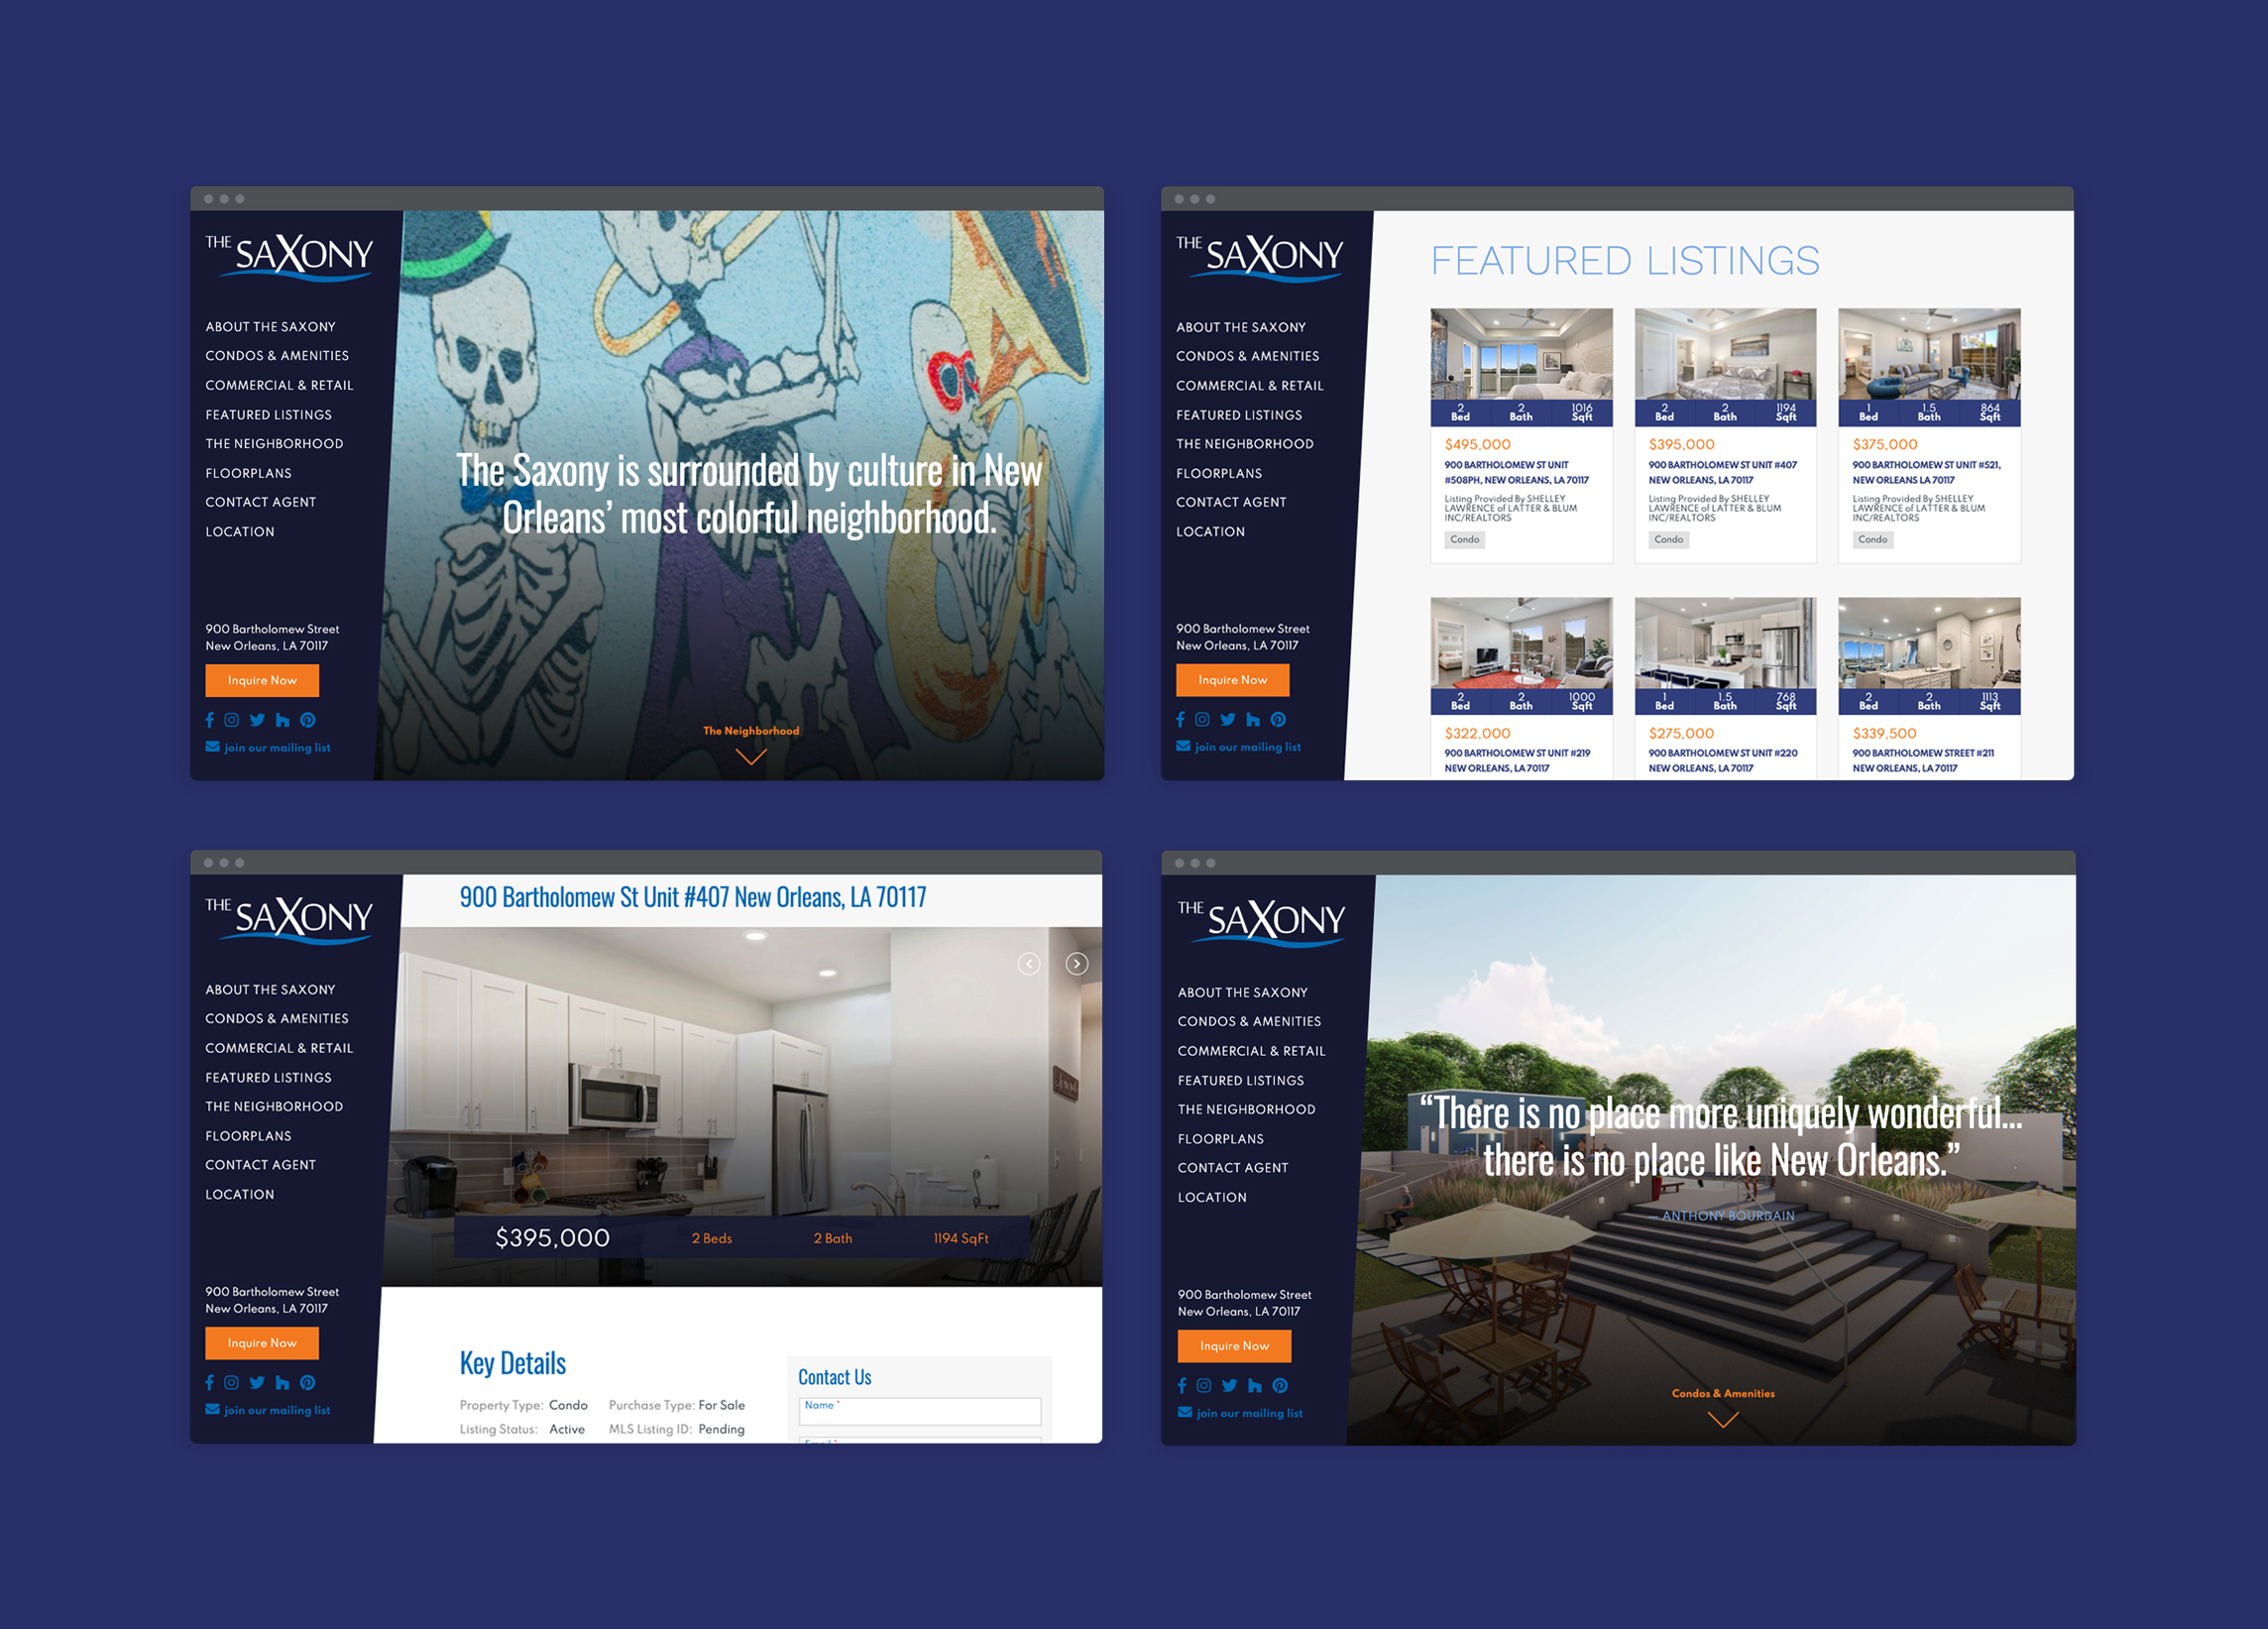 THE SAXONY
ABOUT THE SAXONY
CONDOS & AMENITIES
COMMERCIAL & RETAIL
FEATURED LISTINGS
THE NEIGHBORHOOD
FLOORPLANS
CONTACT AGENT
LOCATION
900 Bartholomew Street
New Orleans, LA 70117
Inquire Now
join our mailing list
The Saxony is surrounded by culture in New
Orleans’ most colorful neighborhood.
The Neighborhood
THE SAXONY
ABOUT THE SAXONY
CONDOS & AMENITIES
COMMERCIAL & RETAIL
FEATURED LISTINGS
THE NEIGHBORHOOD
FLOORPLANS
CONTACT AGENT
LOCATION
900 Bartholomew Street
New Orleans, LA 70117
Inquire Now
join our mailing list
FEATURED LISTINGS
2 2 1016
Bed Bath Sqft
$495,000
900 BARTHOLOMEW ST UNIT
#508PH, NEW ORLEANS, LA 70117
Listing Provided By SHELLEY
LAWRENCE of LATTER & BLUM
INC/REALTORS
Condo
2 2 1194
Bed Bath Sqft
$395,000
900 BARTHOLOMEW ST UNIT #407
NEW ORLEANS, LA 70117
Listing Provided By SHELLEY
LAWRENCE of LATTER & BLUM
INC/REALTORS
Condo
1 1.5 864
Bed Bath Sqft
$375,000
900 BARTHOLOMEW ST UNIT #521,
NEW ORLEANS LA 70117
Listing Provided By SHELLEY
LAWRENCE of LATTER & BLUM
INC/REALTORS
Condo
2 2 1000
Bed Bath Sqft
$322,000
900 BARTHOLOMEW ST UNIT #219
NEW ORLEANS, LA 70117
1 1.5 768
Bed Bath Sqft
$275,000
900 BARTHOLOMEW ST UNIT #220
NEW ORLEANS, LA 70117
2 2 1113
Bed Bath Sqft
$339,500
900 BARTHOLOMEW STREET #211
NEW ORLEANS, LA 70117
THE SAXONY
ABOUT THE SAXONY
CONDOS & AMENITIES
COMMERCIAL & RETAIL
FEATURED LISTINGS
THE NEIGHBORHOOD
FLOORPLANS
CONTACT AGENT
LOCATION
900 Bartholomew Street
New Orleans, LA 70117
Inquire Now
join our mailing list
900 Bartholomew St Unit #407 New Orleans, LA 70117
$395,000 2 Beds 2 Bath 1194 SqFt
Key Details
Property Type: Condo Purchase Type: For Sale
Listing Status: Active MLS Listing ID: Pending
Contact Us
Name *
Email *
THE SAXONY
ABOUT THE SAXONY
CONDOS & AMENITIES
COMMERCIAL & RETAIL
FEATURED LISTINGS
THE NEIGHBORHOOD
FLOORPLANS
CONTACT AGENT
LOCATION
900 Bartholomew Street
New Orleans, LA 70117
Inquire Now
join our mailing list
“There is no place more uniquely wonderful...
there is no place like New Orleans.”
— ANTHONY BOURDAIN
Condos & Amenities